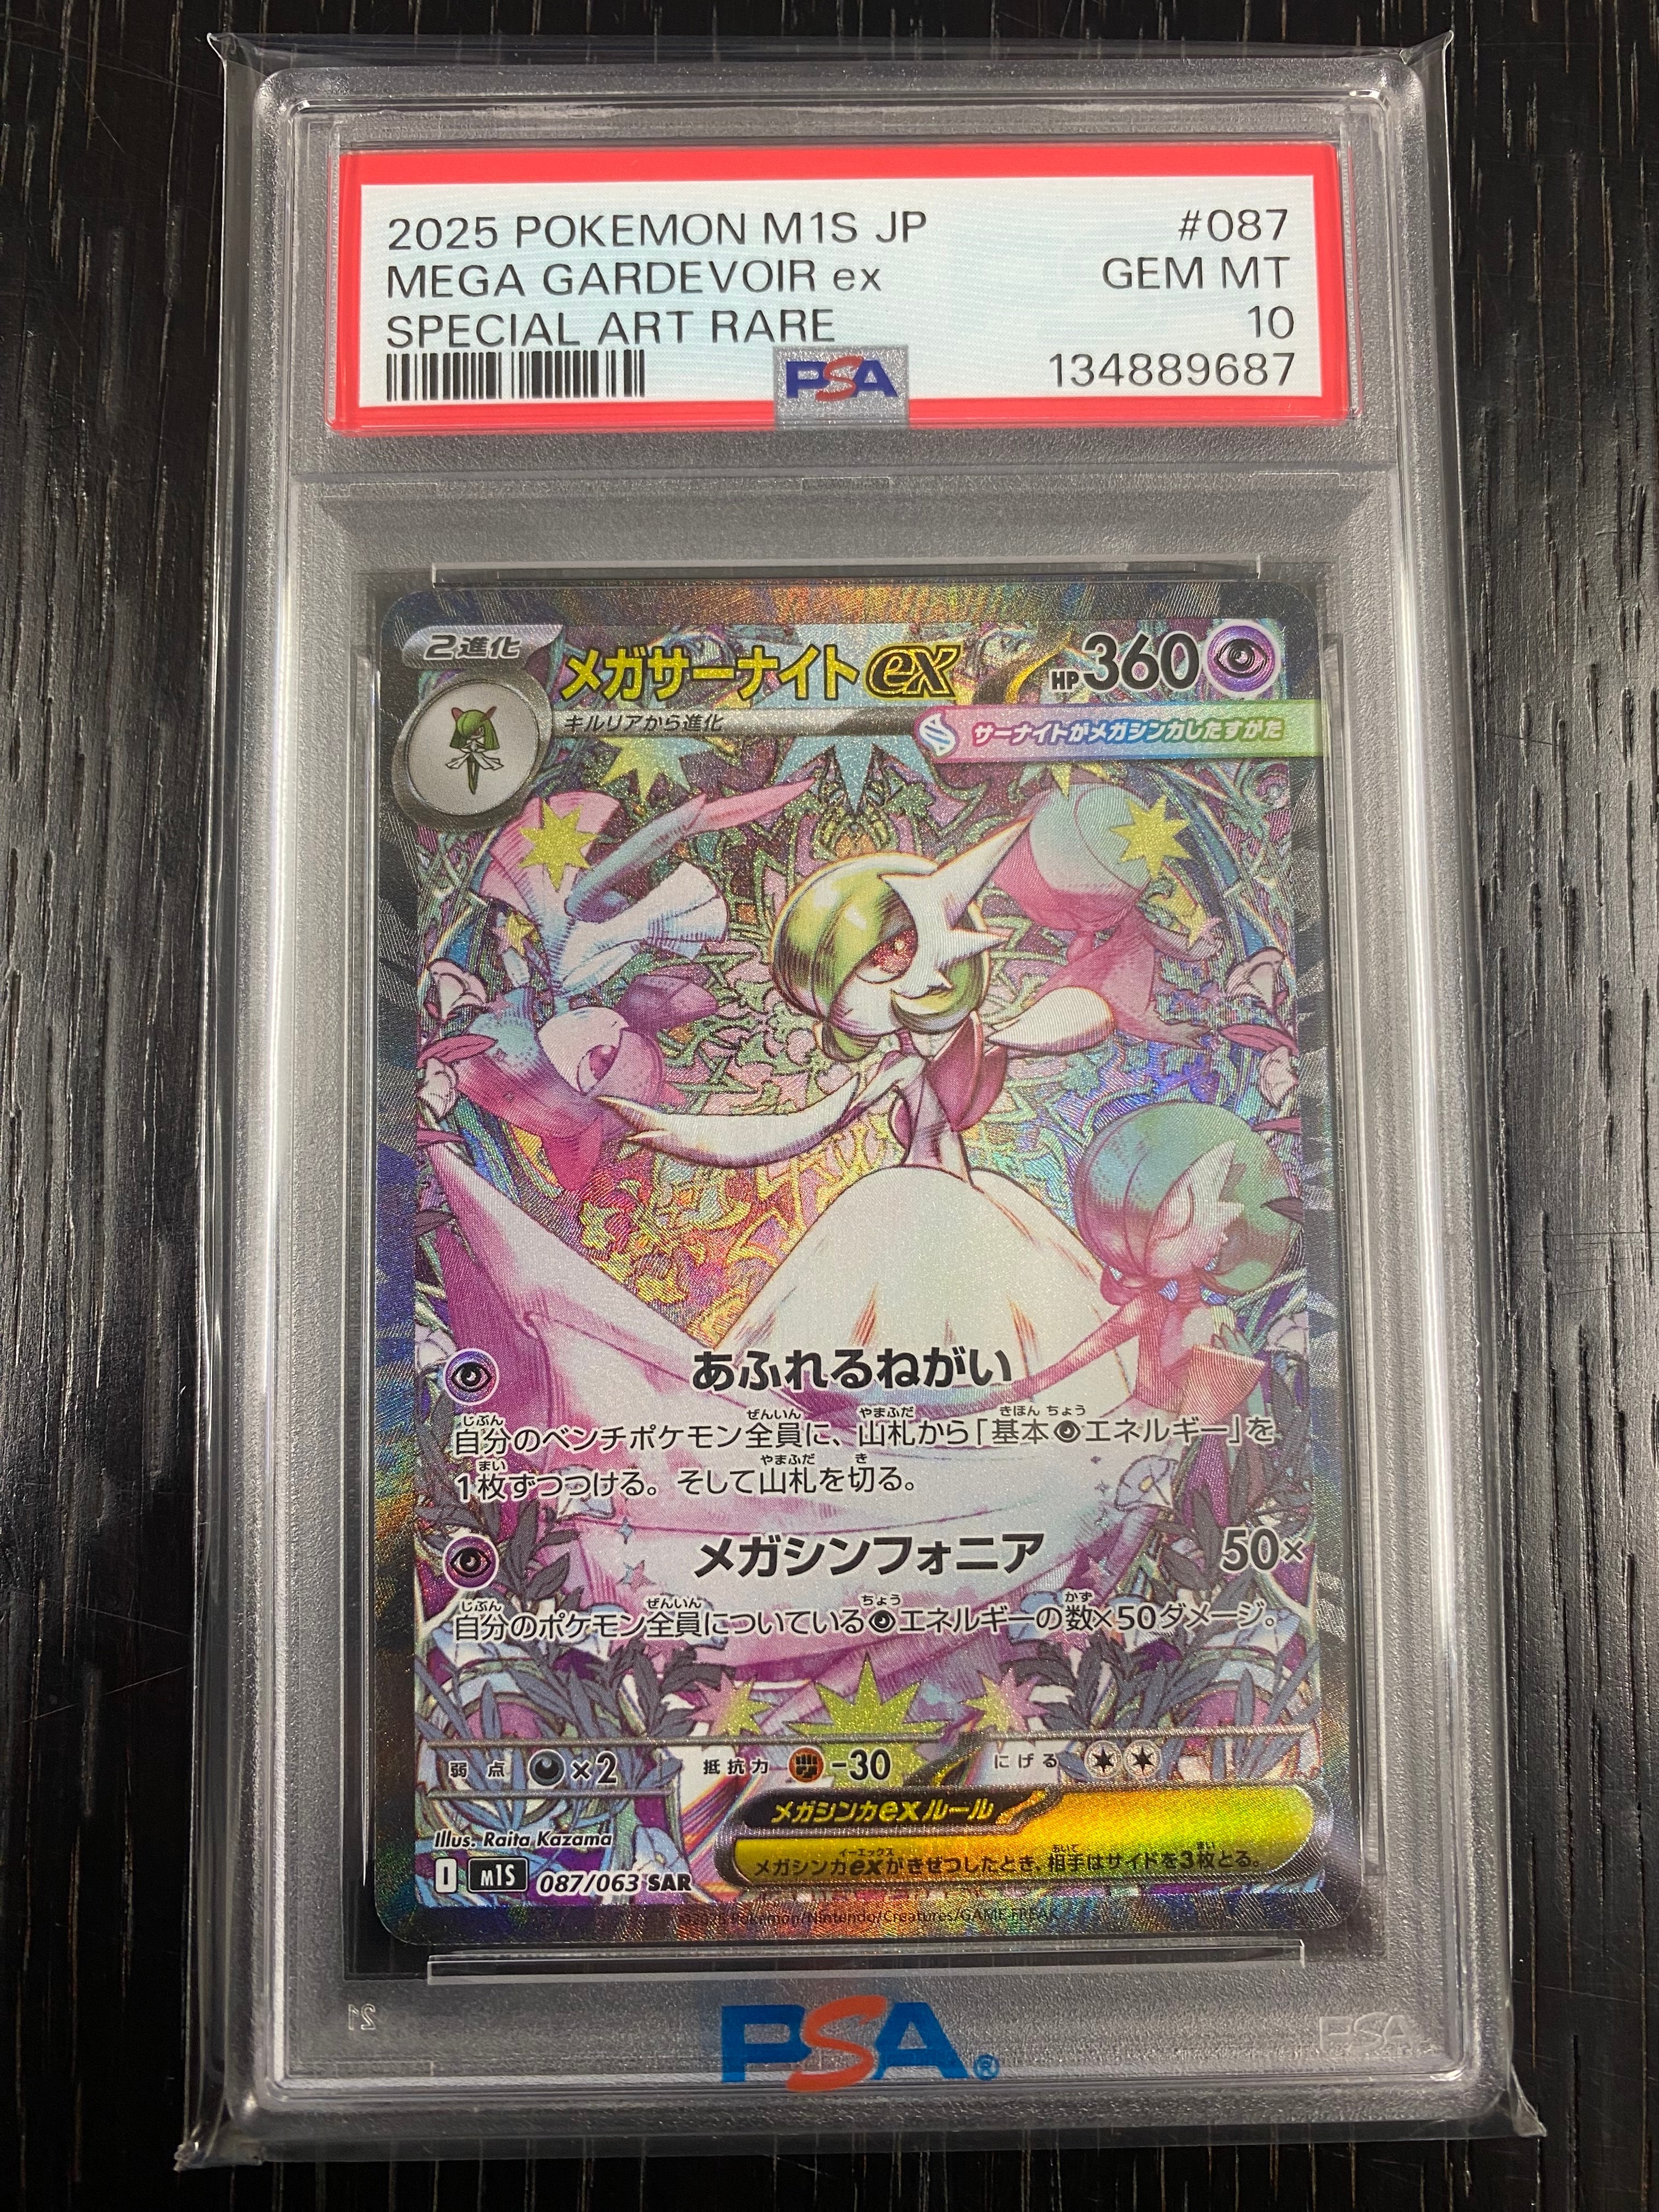 2025 POKEMON M1S JP #087
MEGA GARDEVOIR ex GEM MT
SPECIAL ART RARE 10
PSA 134889687
2進化 メガサーナイトex HP360
キルリアから進化 サーナイトがメガシンカしたすがた
あふれるねがい
自分のベンチポケモン全員に、山札から「基本エネルギー」を
1枚ずつつける。そして山札を切る。
メガシンフォニア 50×
自分のポケモン全員についているエネルギーの数×50ダメージ。
弱点 ×2 抵抗力 -30 にげる
メガシンカexルール
メガシンカexがきぜつしたとき、相手はサイドを3枚とる。
Illus. Raita Kazama
I M1S 087/063 SAR
©2025 Pokémon/Nintendo/Creatures/GAME FREAK
PSA®
PSA